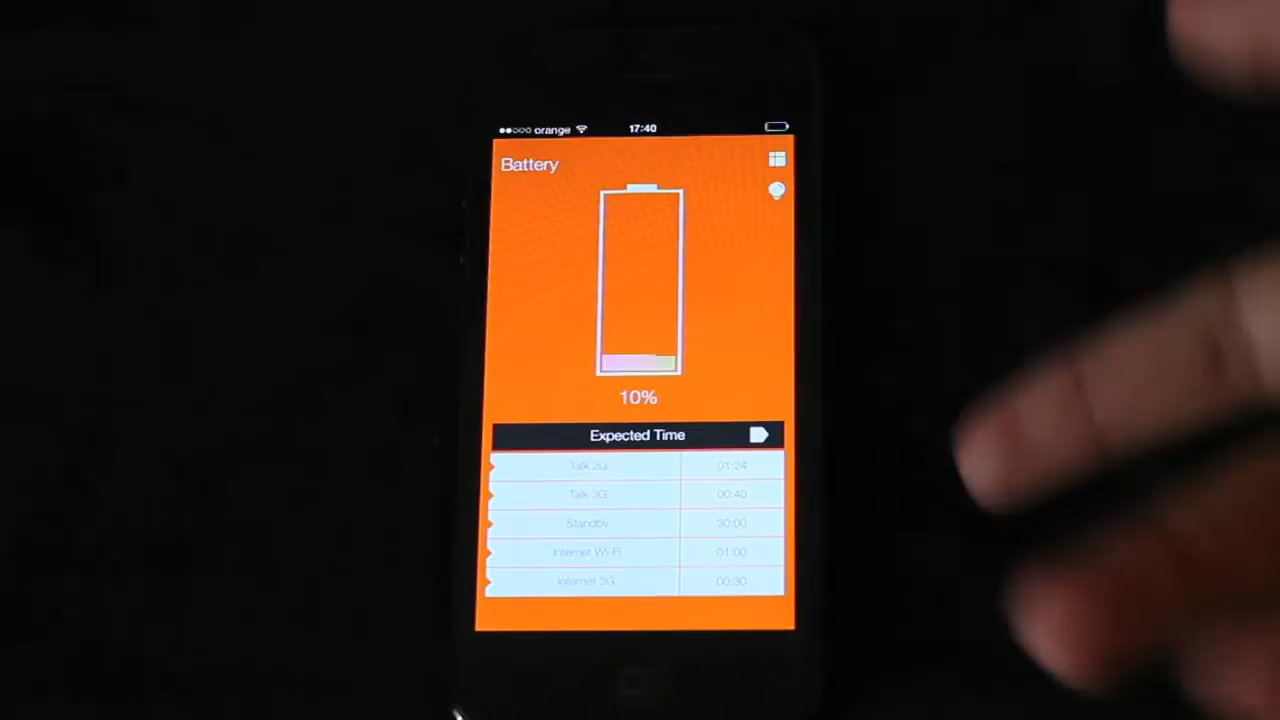 orange 17:40
Battery
10%
Expected Time
Talk 2G 01:24
Talk 3G 00:40
Standby 30:00
Internet Wi-Fi 01:00
Internet 3G 00:30